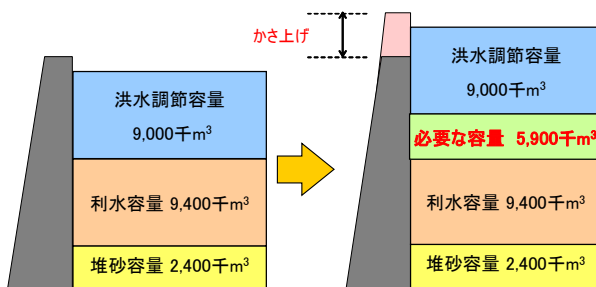 洪水調節容量
9,000千m³
利水容量 9,400千m³
堆砂容量 2,400千m³
かさ上げ
洪水調節容量
9,000千m³
必要な容量 5,900千m³
利水容量 9,400千m³
堆砂容量 2,400千m³